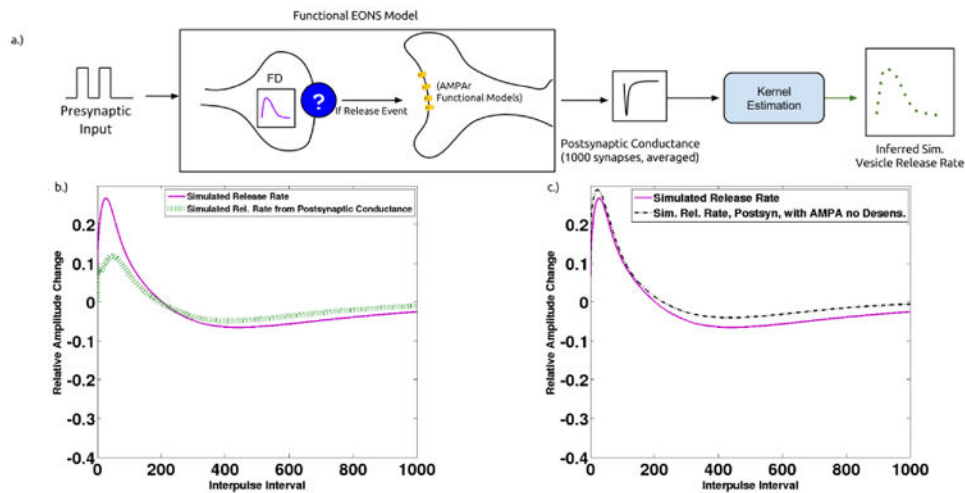 Functional EONS Model
a.)
Presynaptic
Input
FD
?
If Release Event
(AMPAr
Functional Models)
Postsynaptic Conductance
(1000 synapses, averaged)
Kernel
Estimation
Inferred Sim.
Vesicle Release Rate
b.)
Simulated Release Rate
Simulated Rel. Rate from Postsynaptic Conductance
Relative Amplitude Change
0.2
0.1
0
-0.1
-0.2
-0.3
-0.4
0 200 400 600 800 1000
Interpulse Interval
c.)
Simulated Release Rate
Sim. Rel. Rate, Postsyn, with AMPA no Desens.
Relative Amplitude Change
0.2
0.1
0
-0.1
-0.2
-0.3
-0.4
0 200 400 600 800 1000
Interpulse Interval